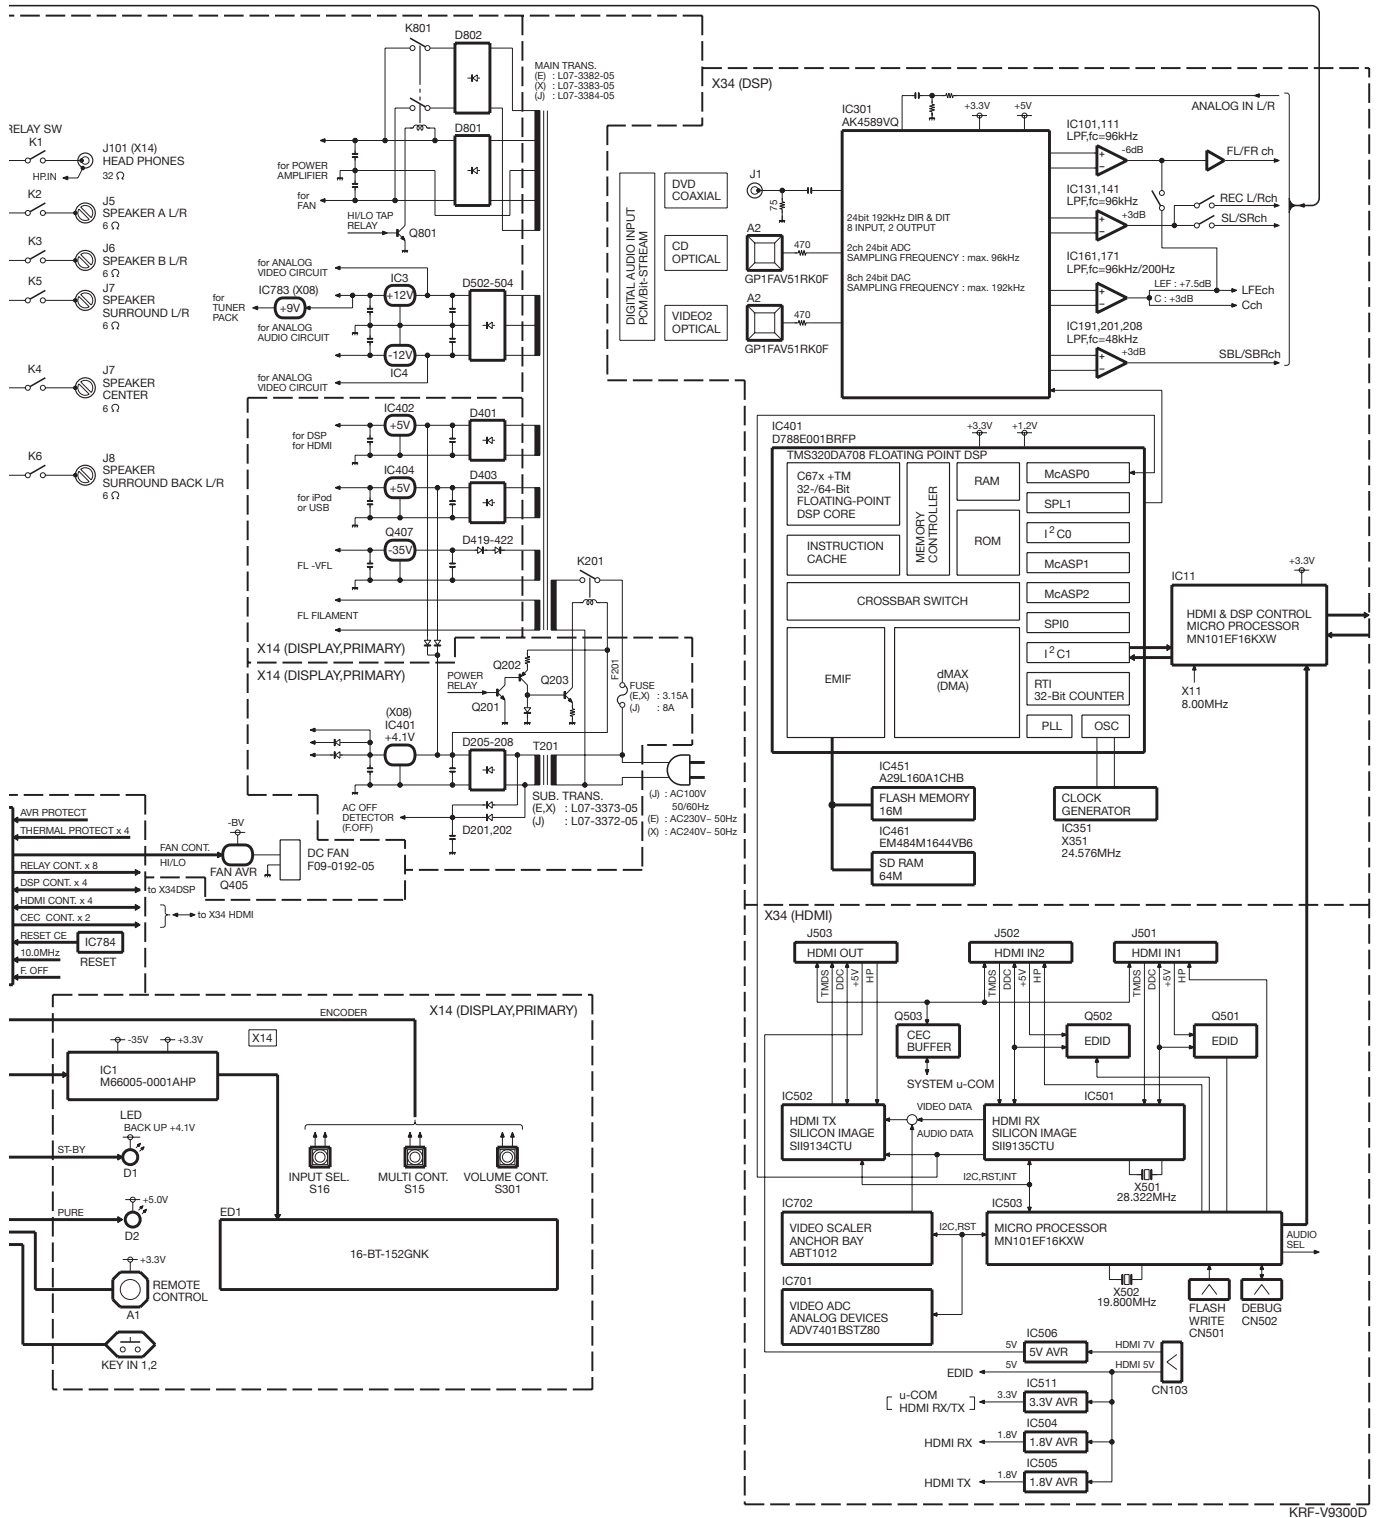 K801
D802
MAIN TRANS.
(E) : L07-3382-05
(X) : L07-3383-05
(J) : L07-3384-05
D801
for POWER
AMPLIFIER
for
FAN
HI/LO TAP
RELAY
Q801
RELAY SW
K1
J101 (X14)
HEAD PHONES
32 Ω
HP.IN
K2
J5
SPEAKER A L/R
6 Ω
K3
J6
SPEAKER B L/R
6 Ω
K5
J7
SPEAKER
SURROUND L/R
6 Ω
K4
J7
SPEAKER
CENTER
6 Ω
K6
J8
SPEAKER
SURROUND BACK L/R
6 Ω
for ANALOG
VIDEO CIRCUIT
IC783 (X08)
for
TUNER
PACK
+9V
IC3
+12V
D502-504
for ANALOG
AUDIO CIRCUIT
-12V
IC4
for ANALOG
VIDEO CIRCUIT
IC402
+5V
D401
for DSP
for HDMI
IC404
+5V
D403
for iPod
or USB
Q407
-35V
D419-422
FL -VFL
FL FILAMENT
X14 (DISPLAY,PRIMARY)
X14 (DISPLAY,PRIMARY)
K201
POWER
RELAY
Q202
Q201
Q203
F201
FUSE
(E,X) : 3.15A
(J) : 8A
(X08)
IC401
+4.1V
D205-208
T201
SUB. TRANS.
(E,X) : L07-3373-05
(J) : L07-3372-05
(J) : AC100V
50/60Hz
(E) : AC230V~ 50Hz
(X) : AC240V~ 50Hz
AC OFF
DETECTOR
(F.OFF)
D201,202
AVR PROTECT
THERMAL PROTECT x 4
FAN CONT.
HI/LO
RELAY CONT. x 8
DSP CONT. x 4
to X34DSP
HDMI CONT. x 4
to X34 HDMI
CEC CONT. x 2
RESET CE
IC784
RESET
10.0MHz
F. OFF
-BV
FAN AVR
Q405
DC FAN
F09-0192-05
X14 (DISPLAY,PRIMARY)
ENCODER
X14
-35V
+3.3V
IC1
M66005-0001AHP
LED
BACK UP +4.1V
ST-BY
D1
+5.0V
PURE
D2
+3.3V
REMOTE
CONTROL
A1
KEY IN 1,2
INPUT SEL.
S16
MULTI CONT.
S15
VOLUME CONT.
S301
ED1
16-BT-152GNK
X34 (DSP)
IC301
AK4589VQ
+3.3V
+5V
ANALOG IN L/R
DIGITAL AUDIO INPUT
PCM/Bit-STREAM
DVD
COAXIAL
J1
75
CD
OPTICAL
A2
470
GP1FAV51RK0F
VIDEO2
OPTICAL
A2
470
GP1FAV51RK0F
24bit 192kHz DIR & DIT
8 INPUT, 2 OUTPUT
2ch 24bit ADC
SAMPLING FREQUENCY : max. 96kHz
8ch 24bit DAC
SAMPLING FREQUENCY : max. 192kHz
IC101,111
LPF,fc=96kHz
-6dB
FL/FR ch
IC131,141
LPF,fc=96kHz
+3dB
REC L/Rch
SL/SRch
IC161,171
LPF,fc=96kHz/200Hz
LEF : +7.5dB
C : +3dB
LFEch
Cch
IC191,201,208
LPF,fc=48kHz
+3dB
SBL/SBRch
IC401
D788E001BRFP
+3.3V
+1.2V
TMS320DA708 FLOATING POINT DSP
C67x +TM
32-/64-Bit
FLOATING-POINT
DSP CORE
INSTRUCTION
CACHE
MEMORY
CONTROLLER
RAM
ROM
CROSSBAR SWITCH
EMIF
dMAX
(DMA)
McASP0
SPL1
I2C0
McASP1
McASP2
SPI0
I2C1
RTI
32-Bit COUNTER
PLL
OSC
IC11
+3.3V
HDMI & DSP CONTROL
MICRO PROCESSOR
MN101EF16KXW
X11
8.00MHz
IC451
A29L160A1CHB
FLASH MEMORY
16M
IC461
EM484M1644VB6
SD RAM
64M
CLOCK
GENERATOR
IC351
X351
24.576MHz
X34 (HDMI)
J503
HDMI OUT
J502
HDMI IN2
J501
HDMI IN1
TMDS
DDC
+5V
HP
TMDS
DDC
+5V
HP
TMDS
DDC
+5V
HP
Q503
CEC
BUFFER
SYSTEM u-COM
Q502
EDID
Q501
EDID
IC502
HDMI TX
SILICON IMAGE
SII9134CTU
VIDEO DATA
AUDIO DATA
IC501
HDMI RX
SILICON IMAGE
SII9135CTU
X501
28.322MHz
I2C,RST,INT
IC702
VIDEO SCALER
ANCHOR BAY
ABT1012
I2C,RST
IC503
MICRO PROCESSOR
MN101EF16KXW
AUDIO
SEL
X502
19.800MHz
FLASH
WRITE
CN501
DEBUG
CN502
IC701
VIDEO ADC
ANALOG DEVICES
ADV7401BSTZ80
IC506
5V
5V AVR
HDMI 7V
EDID
5V
HDMI 5V
CN103
IC511
u-COM
HDMI RX/TX
3.3V
3.3V AVR
IC504
HDMI RX
1.8V
1.8V AVR
IC505
HDMI TX
1.8V
1.8V AVR
KRF-V9300D